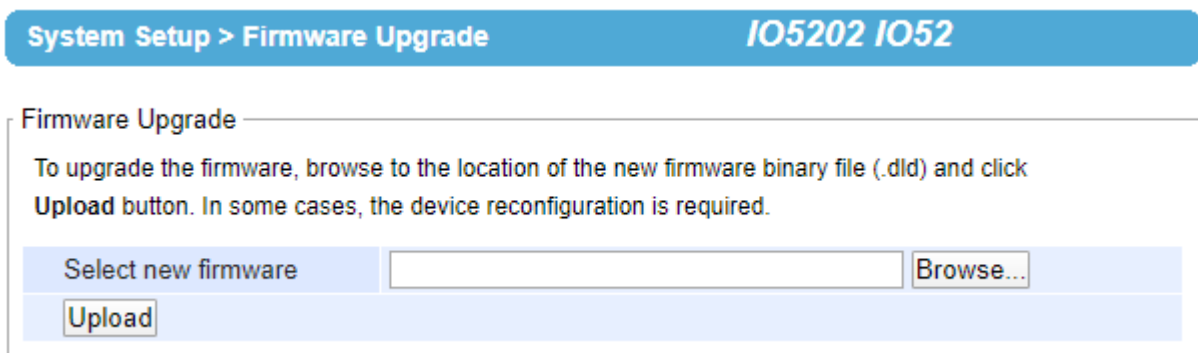 System Setup > Firmware Upgrade IO5202 IO52
Firmware Upgrade
To upgrade the firmware, browse to the location of the new firmware binary file (.dld) and click
Upload button. In some cases, the device reconfiguration is required.
Select new firmware Browse...
Upload